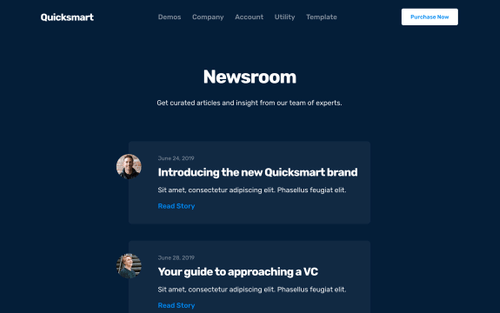 Quicksmart
Demos
Company
Account
Utility
Template
Purchase Now
Newsroom
Get curated articles and insight from our team of experts.
June 24, 2019
Introducing the new Quicksmart brand
Sit amet, consectetur adipiscing elit. Phasellus feugiat elit.
Read Story
June 28, 2019
Your guide to approaching a VC
Sit amet, consectetur adipiscing elit. Phasellus feugiat elit.
Read Story